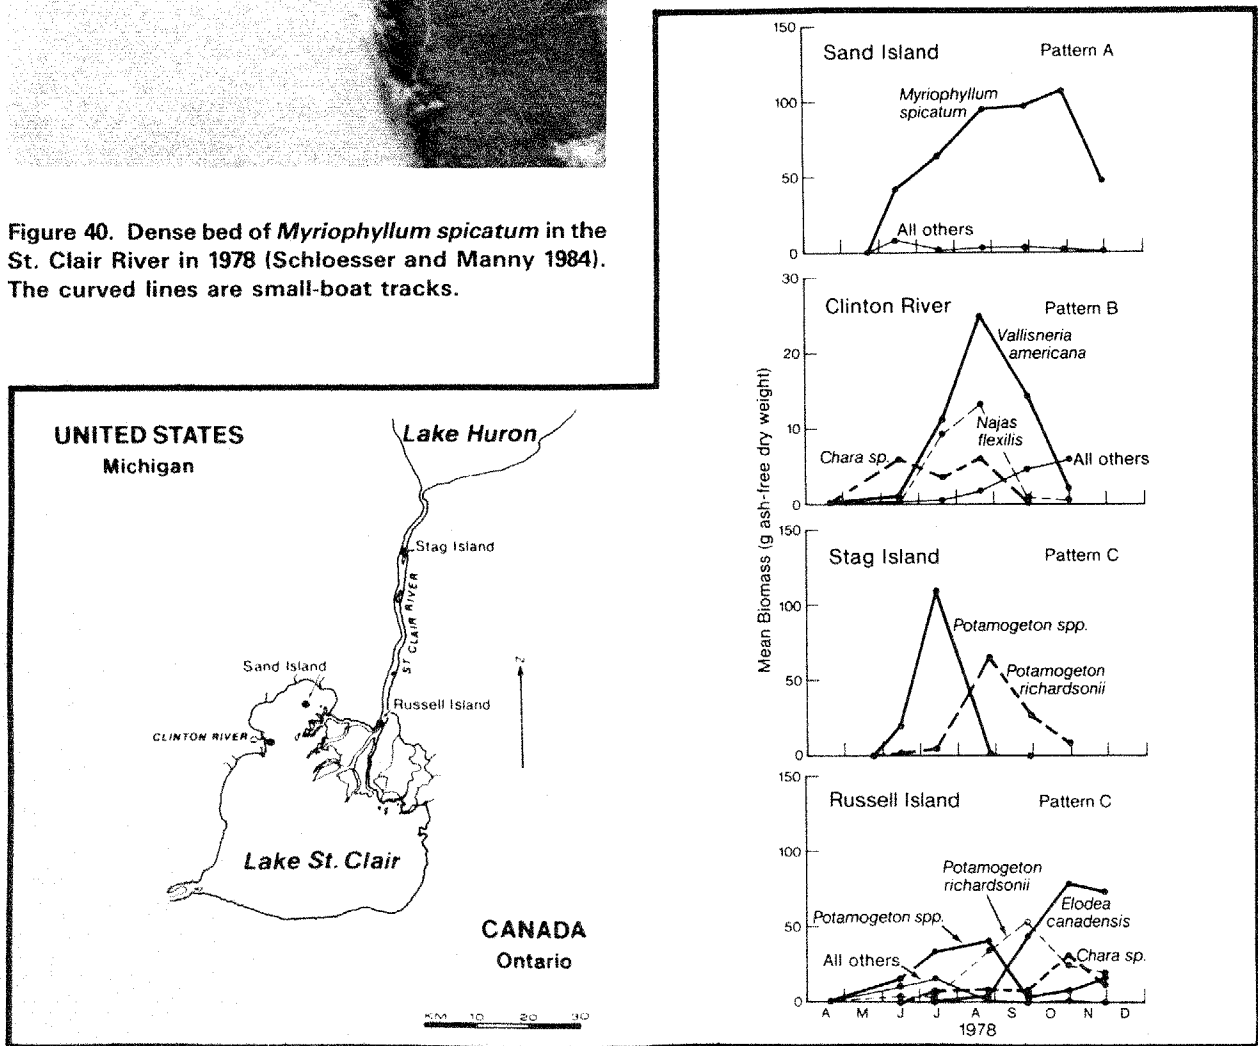 Figure 40. Dense bed of Myriophyllum spicatum in the
St. Clair River in 1978 (Schloesser and Manny 1984).
The curved lines are small-boat tracks.
UNITED STATES
Michigan
Lake Huron
Stag Island
ST CLAIR RIVER
Sand Island
Russell Island
CLINTON RIVER
N
Lake St. Clair
CANADA
Ontario
KM 10 20 30
Mean Biomass (g ash-free dry weight)
150
Sand Island
Pattern A
Myriophyllum
spicatum
100
50
All others
0
30
Clinton River
Pattern B
Vallisneria
americana
20
10
Najas
flexilis
Chara sp.
All others
0
150
Stag Island
Pattern C
100
Potamogeton spp.
50
Potamogeton
richardsonii
0
150
Russell Island
Pattern C
100
Potamogeton
richardsonii
Elodea
canadensis
Potamogeton spp.
50
All others
Chara sp.
0
A M J J A S O N D
1978